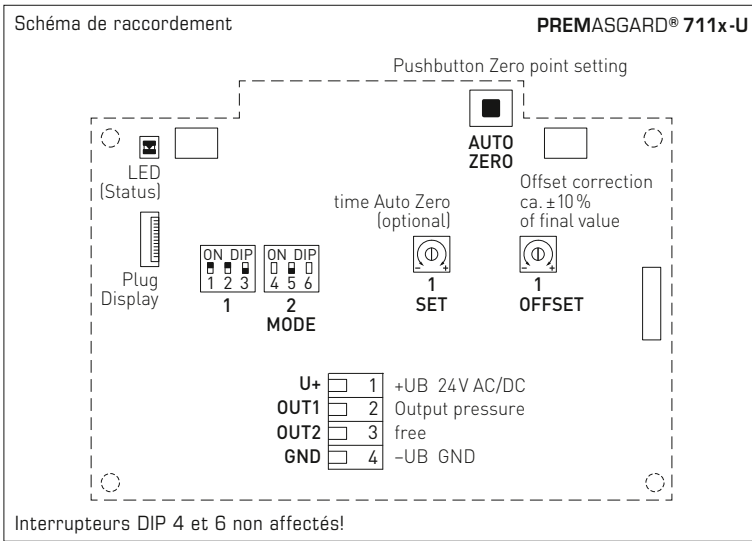 Schéma de raccordement
PREMASGARD® 711x-U
Pushbutton Zero point setting
AUTO
ZERO
LED
(Status)
time Auto Zero
(optional)
Offset correction
ca. ±10 %
of final value
Plug
Display
ON DIP
1 2 3
1
ON DIP
4 5 6
2
MODE
- +
1
SET
- +
1
OFFSET
U+ 1 +UB 24V AC/DC
OUT1 2 Output pressure
OUT2 3 free
GND 4 –UB GND
Interrupteurs DIP 4 et 6 non affectés!